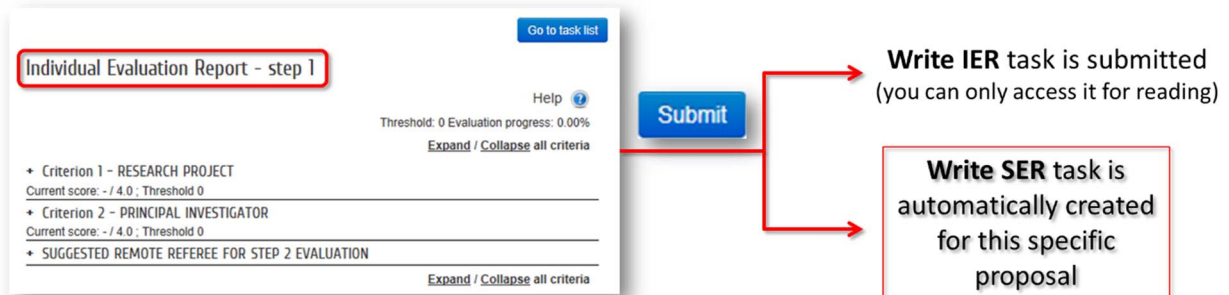 Go to task list
Individual Evaluation Report - step 1
Help ?
Threshold: 0 Evaluation progress: 0.00%
Expand / Collapse all criteria
+ Criterion 1 - RESEARCH PROJECT
Current score: - / 4.0 ; Threshold 0
+ Criterion 2 - PRINCIPAL INVESTIGATOR
Current score: - / 4.0 ; Threshold 0
+ SUGGESTED REMOTE REFEREE FOR STEP 2 EVALUATION
Expand / Collapse all criteria
Submit
Write IER task is submitted
(you can only access it for reading)
Write SER task is
automatically created
for this specific
proposal